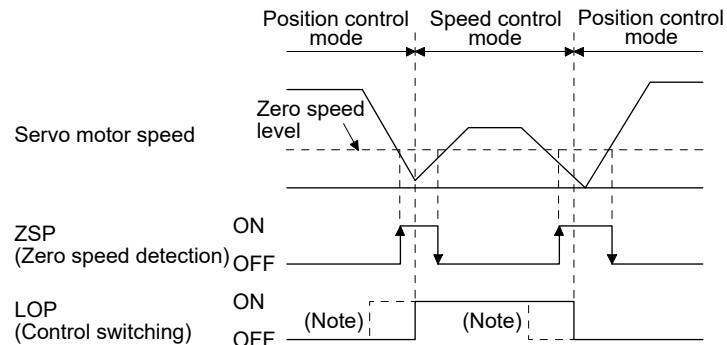 Position control
mode
Speed control
mode
Position control
mode
Servo motor speed
Zero speed
level
ZSP
(Zero speed detection)
ON
OFF
LOP
(Control switching)
ON
OFF
(Note)
(Note)